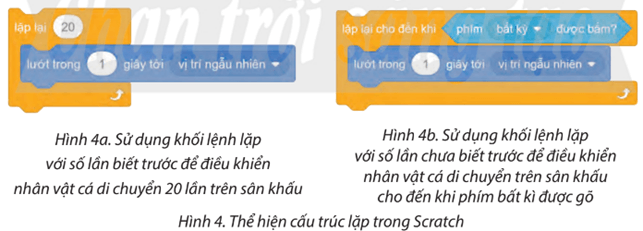 lặp lại 20
lướt trong 1 giây tới vị trí ngẫu nhiên
Hình 4a. Sử dụng khối lệnh lặp
với số lần biết trước để điều khiển
nhân vật cá di chuyển 20 lần trên sân khấu
lặp lại cho đến khi phím bất kỳ được bấm?
lướt trong 1 giây tới vị trí ngẫu nhiên
Hình 4b. Sử dụng khối lệnh lặp
với số lần chưa biết trước để điều khiển
nhân vật cá di chuyển trên sân khấu
cho đến khi phím bất kì được gõ
Hình 4. Thể hiện cấu trúc lặp trong Scratch